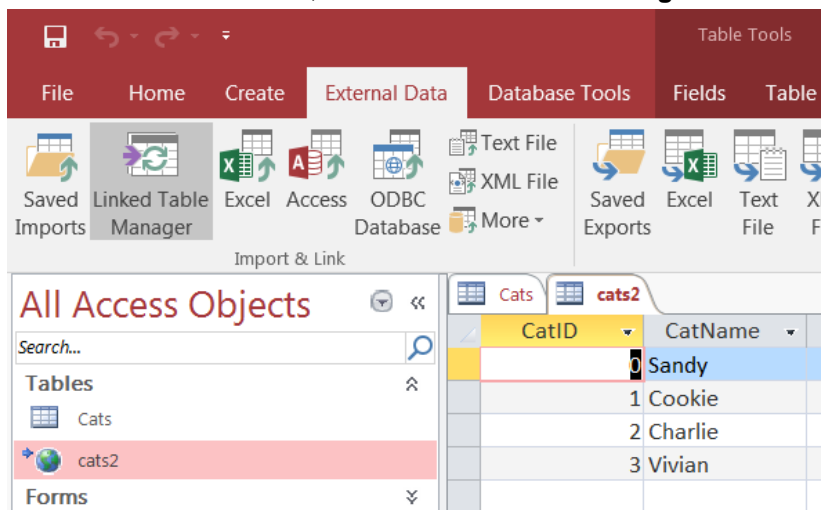 Table Tools
File Home Create External Data Database Tools Fields Table
Saved Imports
Linked Table Manager
Excel
Access
ODBC Database
Text File
XML File
More
Import & Link
Saved Exports
Excel
Text File
All Access Objects
Search...
Tables
Cats
cats2
Forms
Cats cats2
CatID CatName
0 Sandy
1 Cookie
2 Charlie
3 Vivian